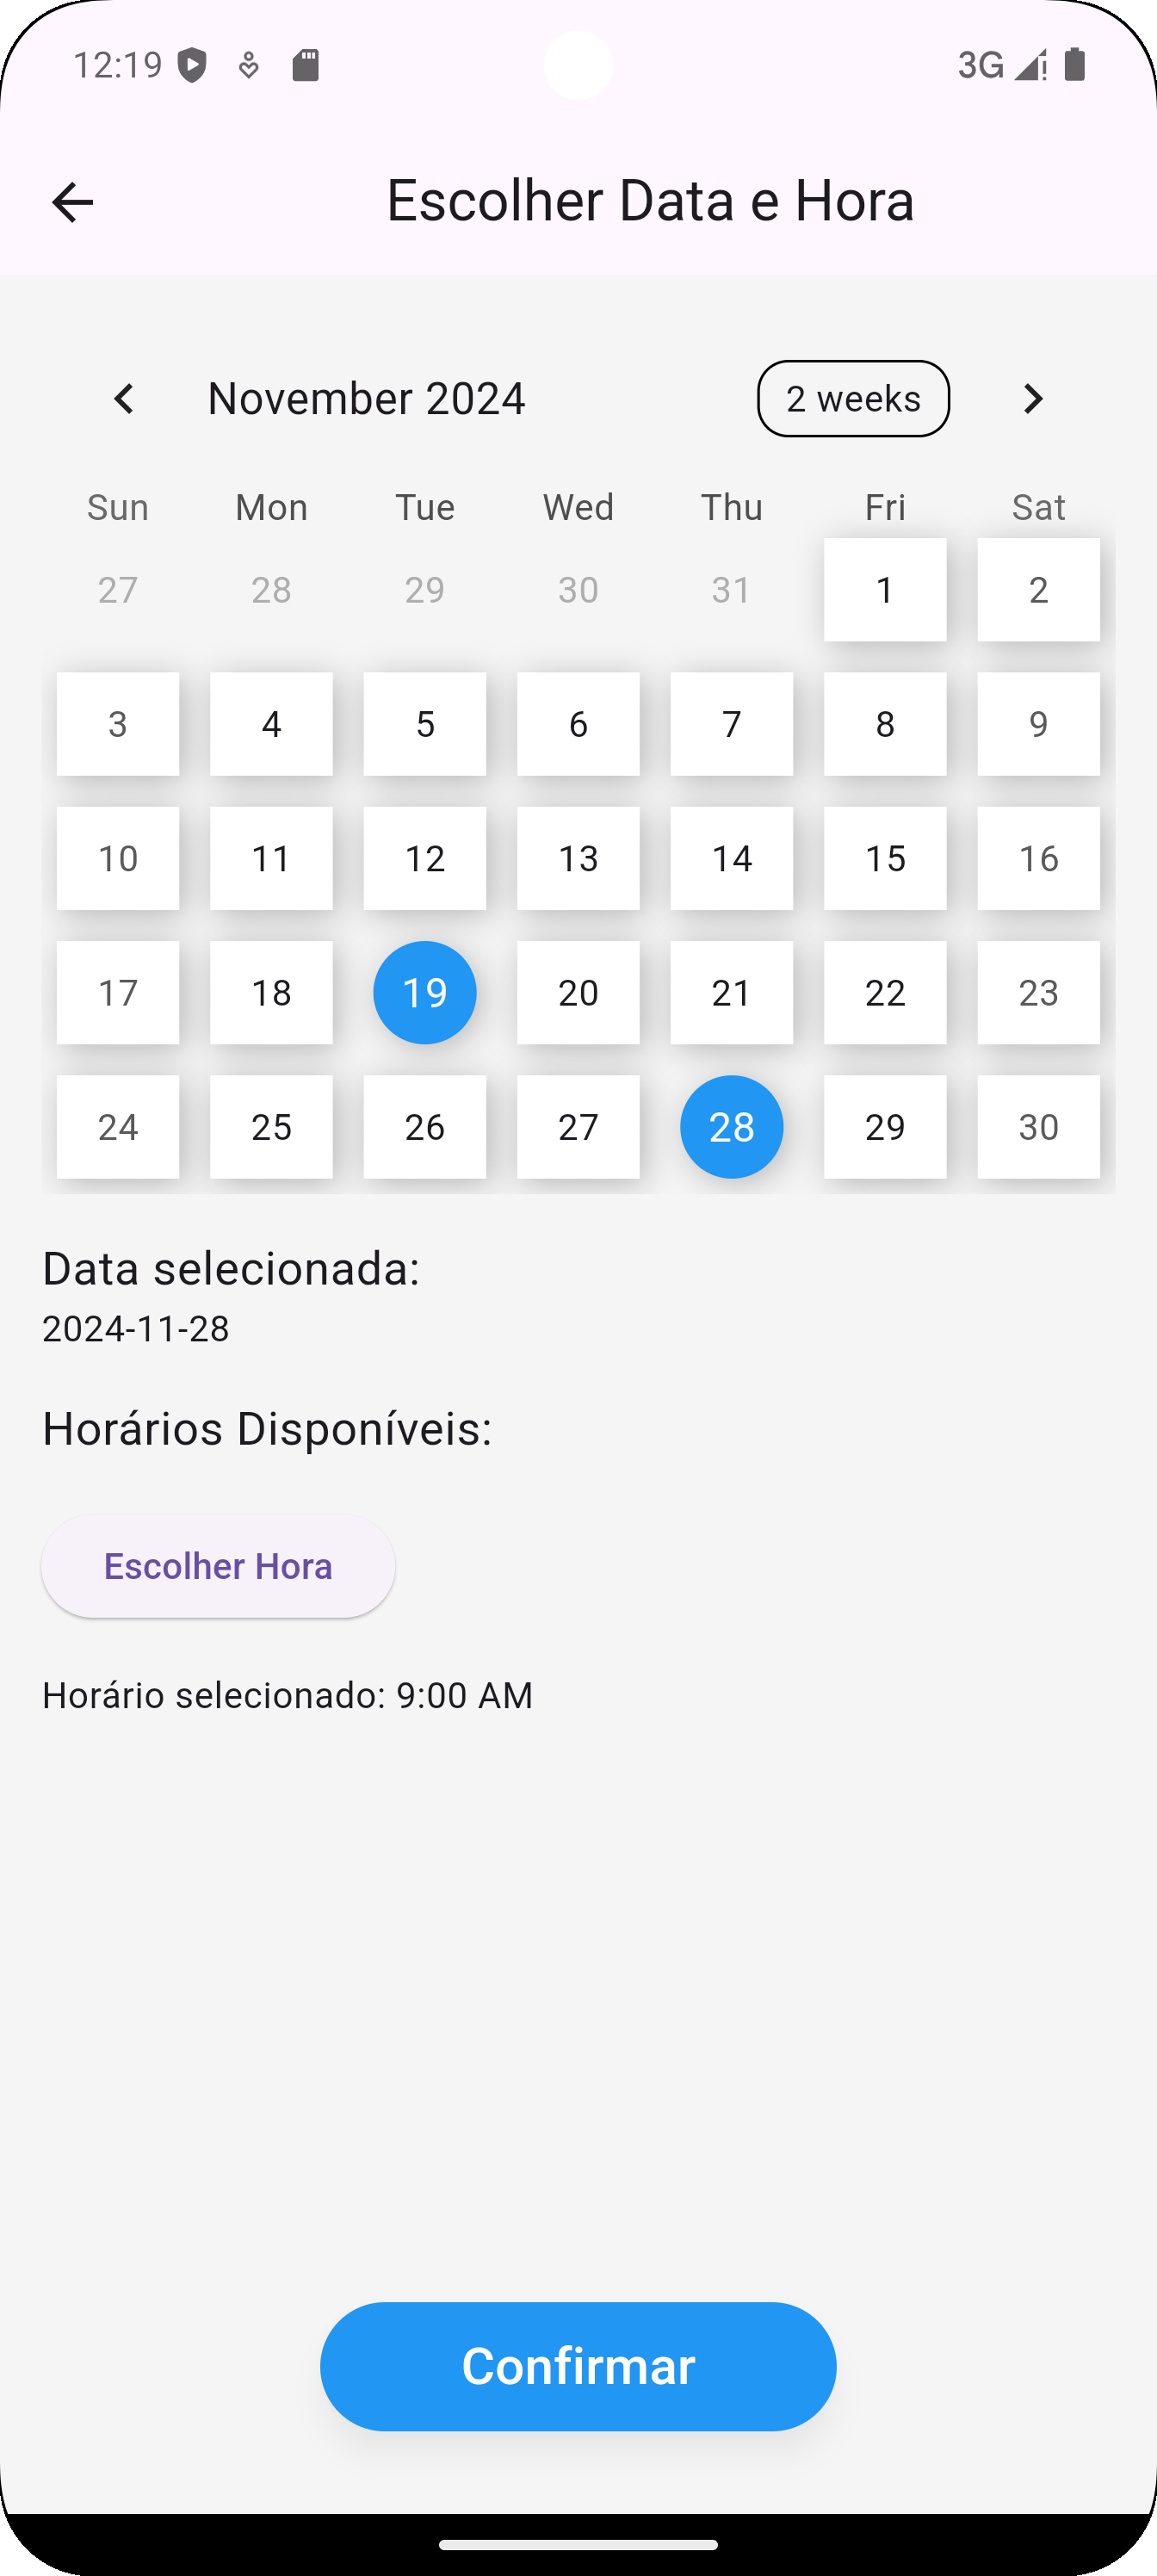 12:19 3G
Escolher Data e Hora
November 2024 2 weeks
Sun Mon Tue Wed Thu Fri Sat
27 28 29 30 31 1 2
3 4 5 6 7 8 9
10 11 12 13 14 15 16
17 18 19 20 21 22 23
24 25 26 27 28 29 30
Data selecionada:
2024-11-28
Horários Disponíveis:
Escolher Hora
Horário selecionado: 9:00 AM
Confirmar